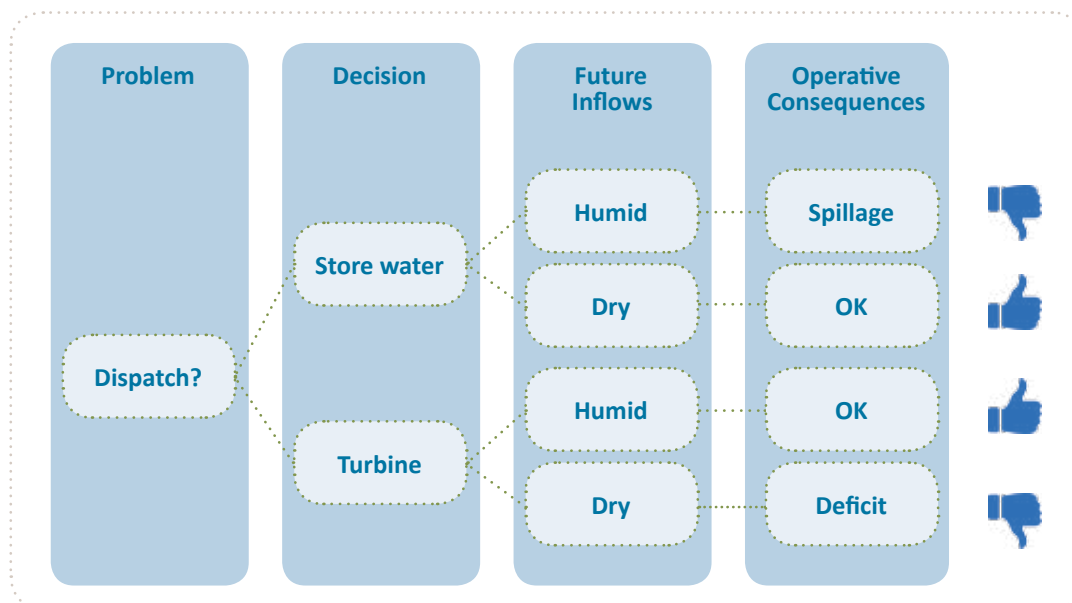 Problem
Decision
Future
Inflows
Operative
Consequences
Dispatch?
Store water
Turbine
Humid
Dry
Humid
Dry
Spillage
OK
OK
Deficit